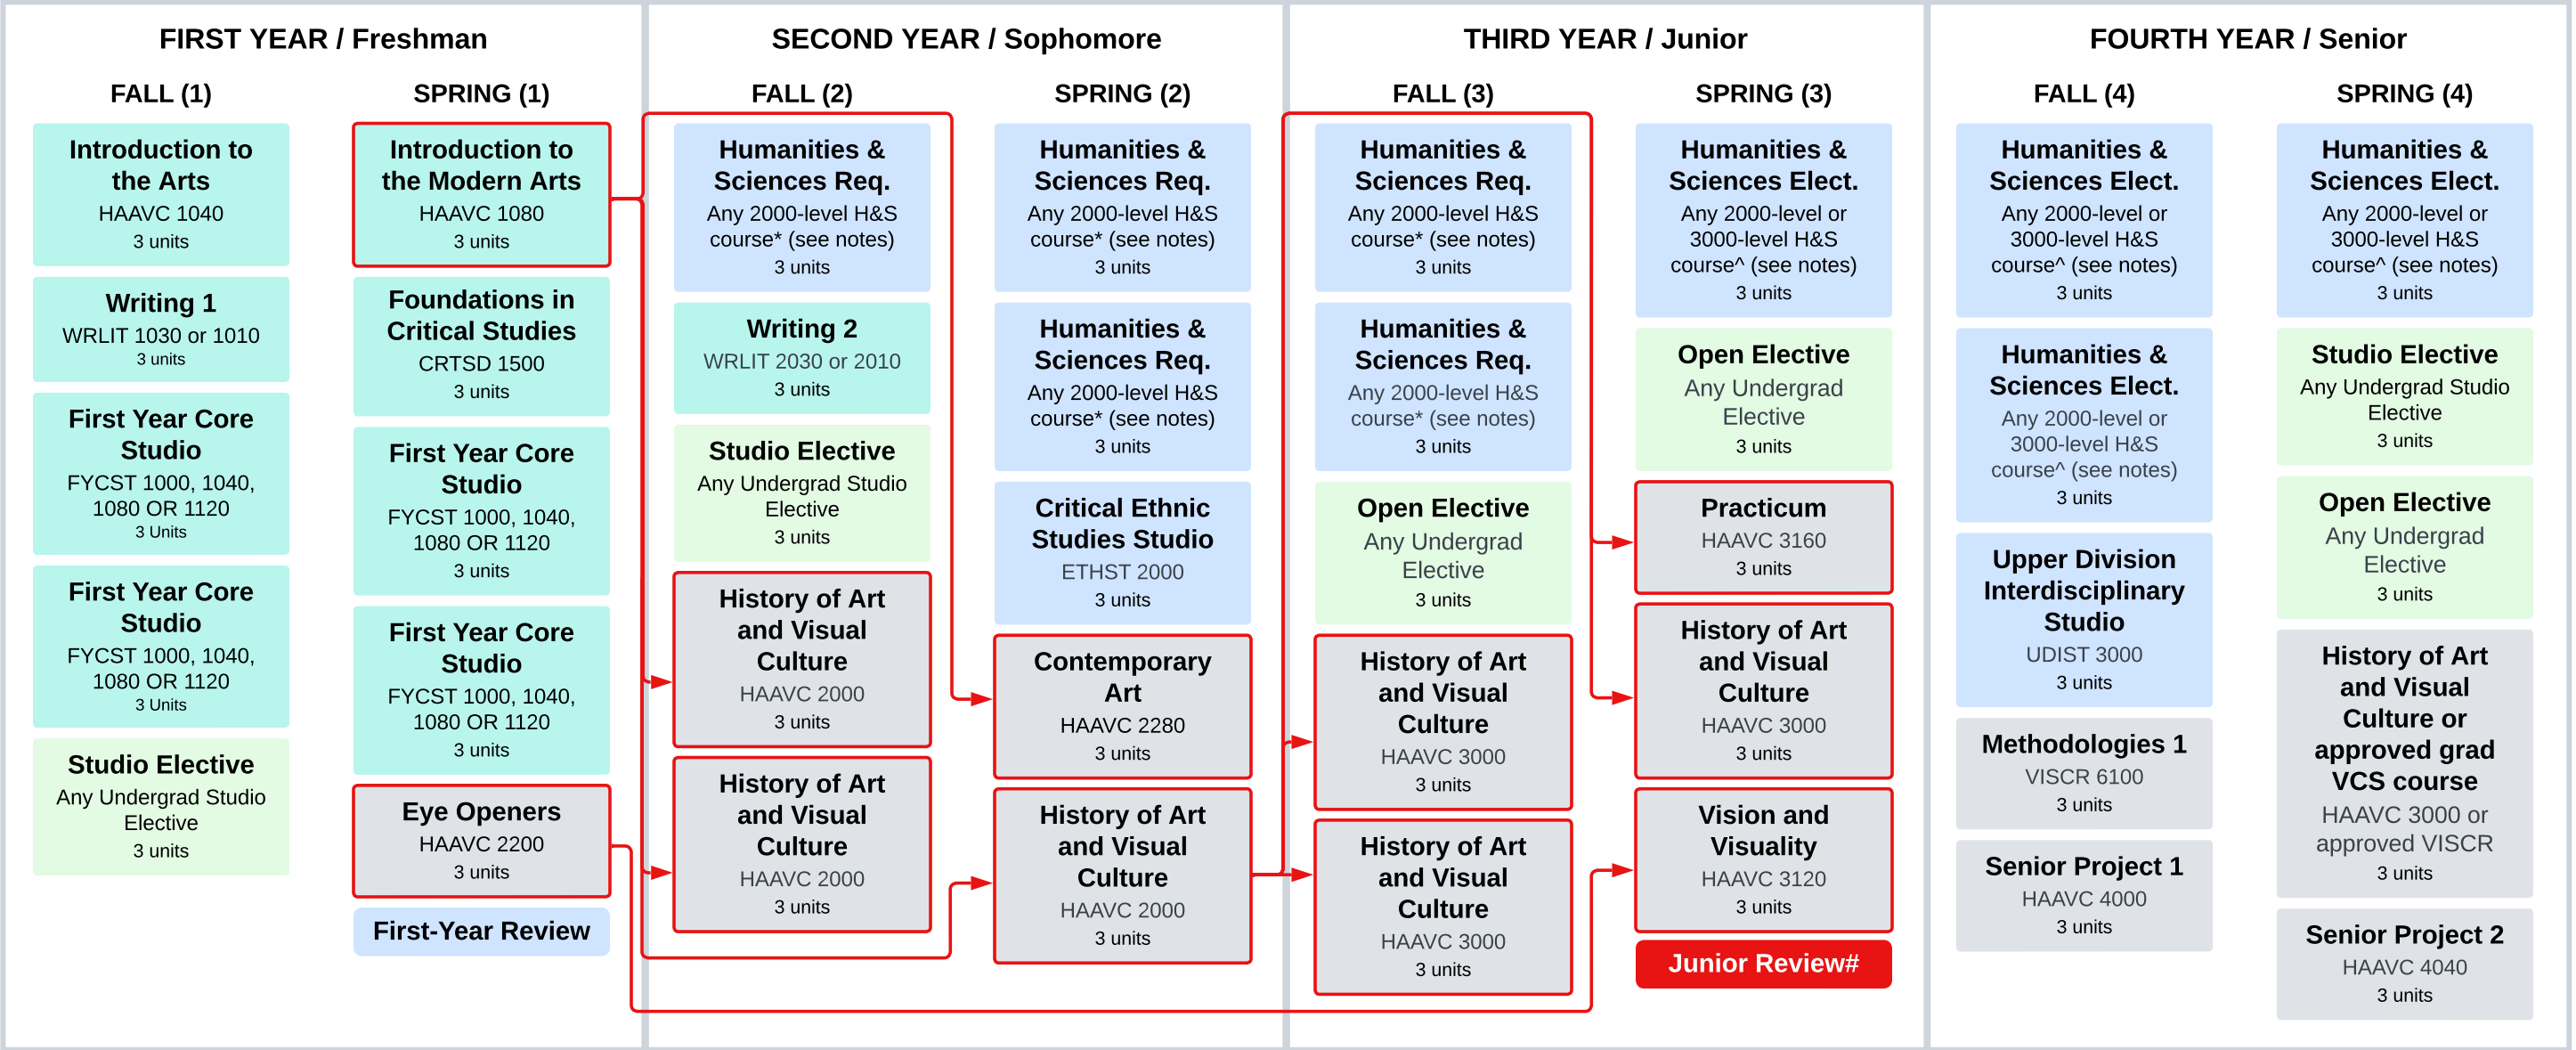 FIRST YEAR / Freshman
FALL (1)
Introduction to
the Arts
HAAVC 1040
3 units
Writing 1
WRLIT 1030 or 1010
3 units
First Year Core
Studio
FYCST 1000, 1040,
1080 OR 1120
3 Units
First Year Core
Studio
FYCST 1000, 1040,
1080 OR 1120
3 Units
Studio Elective
Any Undergrad Studio
Elective
3 units
SPRING (1)
Introduction to
the Modern Arts
HAAVC 1080
3 units
Foundations in
Critical Studies
CRTSD 1500
3 units
First Year Core
Studio
FYCST 1000, 1040,
1080 OR 1120
3 units
First Year Core
Studio
FYCST 1000, 1040,
1080 OR 1120
3 units
Eye Openers
HAAVC 2200
3 units
First-Year Review
SECOND YEAR / Sophomore
FALL (2)
Humanities &
Sciences Req.
Any 2000-level H&S
course* (see notes)
3 units
Writing 2
WRLIT 2030 or 2010
3 units
Studio Elective
Any Undergrad Studio
Elective
3 units
History of Art
and Visual
Culture
HAAVC 2000
3 units
History of Art
and Visual
Culture
HAAVC 2000
3 units
SPRING (2)
Humanities &
Sciences Req.
Any 2000-level H&S
course* (see notes)
3 units
Humanities &
Sciences Req.
Any 2000-level H&S
course* (see notes)
3 units
Critical Ethnic
Studies Studio
ETHST 2000
3 units
Contemporary
Art
HAAVC 2280
3 units
History of Art
and Visual
Culture
HAAVC 2000
3 units
THIRD YEAR / Junior
FALL (3)
Humanities &
Sciences Req.
Any 2000-level H&S
course* (see notes)
3 units
Humanities &
Sciences Req.
Any 2000-level H&S
course* (see notes)
3 units
Open Elective
Any Undergrad
Elective
3 units
History of Art
and Visual
Culture
HAAVC 3000
3 units
History of Art
and Visual
Culture
HAAVC 3000
3 units
SPRING (3)
Humanities &
Sciences Elect.
Any 2000-level or
3000-level H&S
course^ (see notes)
3 units
Open Elective
Any Undergrad
Elective
3 units
Practicum
HAAVC 3160
3 units
History of Art
and Visual
Culture
HAAVC 3000
3 units
Vision and
Visuality
HAAVC 3120
3 units
Junior Review#
FOURTH YEAR / Senior
FALL (4)
Humanities &
Sciences Elect.
Any 2000-level or
3000-level H&S
course^ (see notes)
3 units
Humanities &
Sciences Elect.
Any 2000-level or
3000-level H&S
course^ (see notes)
3 units
Upper Division
Interdisciplinary
Studio
UDIST 3000
3 units
Methodologies 1
VISCR 6100
3 units
Senior Project 1
HAAVC 4000
3 units
SPRING (4)
Humanities &
Sciences Elect.
Any 2000-level or
3000-level H&S
course^ (see notes)
3 units
Studio Elective
Any Undergrad Studio
Elective
3 units
Open Elective
Any Undergrad
Elective
3 units
History of Art
and Visual
Culture or
approved grad
VCS course
HAAVC 3000 or
approved VISCR
3 units
Senior Project 2
HAAVC 4040
3 units